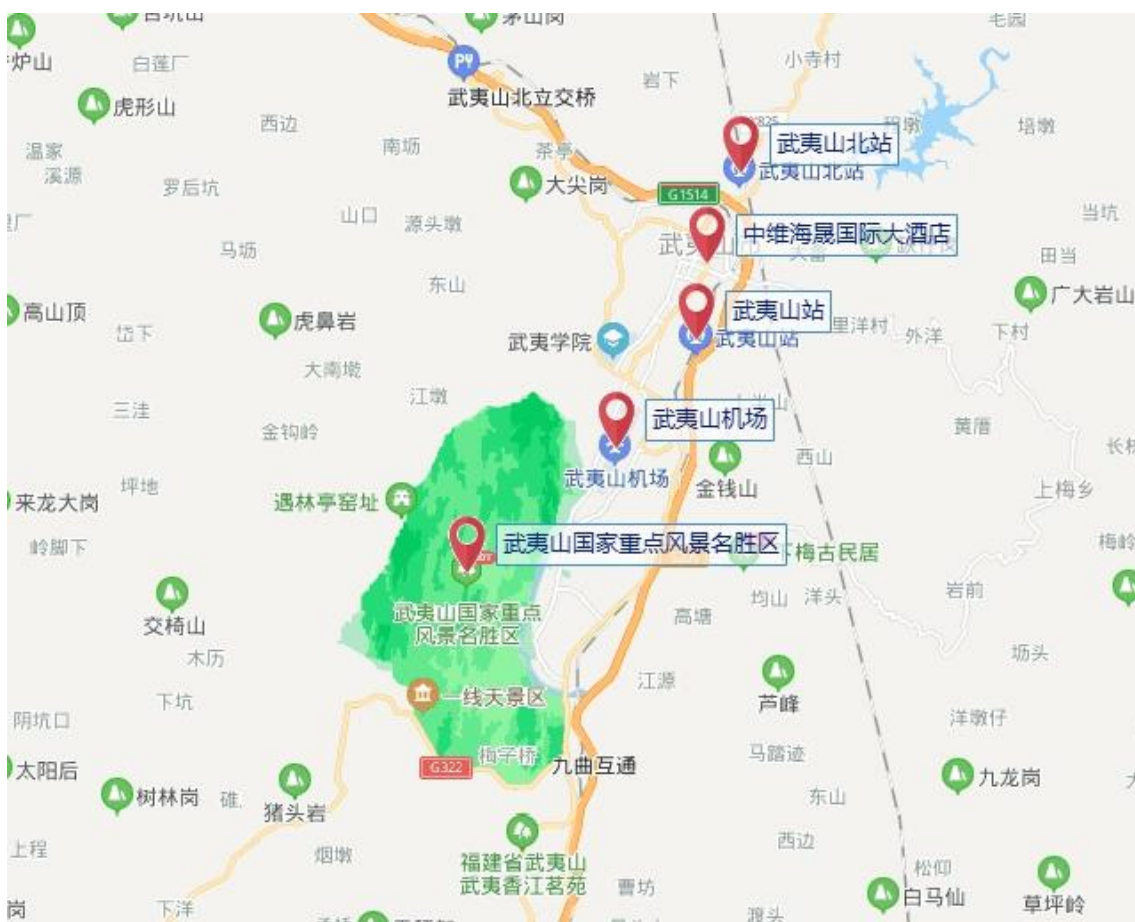 茅山岗
毛园
炉山
白莲厂
小寺村
岩下
武夷山北立交桥
虎形山
西边
武夷山北站
培墩
温家
南坜
茶亭
溪源
罗后坑
大尖岗
武夷山北站
G1514
山口
源头墩
当坑
马坜
中维海晟国际大酒店
田当
东山
高山顶
虎鼻岩
武夷山站
广大岩山
岱下
武夷学院
武夷山站
里洋村
外洋
下村
大南墩
江墩
三洼
武夷山机场
金钩岭
黄厝
西山
坪地
武夷山机场
金钱山
上梅乡
来龙大岗
遇林亭窑址
岭脚下
武夷山国家重点风景名胜区
下梅古民居
梅岭
交椅山
武夷山国家重点
风景名胜区
高塘
均山
洋头
岩前
木历
坜头
下坑
一线天景区
江源
芦峰
阴坑口
洋墩仔
太阳后
G322
九曲互通
马踏迹
九龙岗
树林岗
猪头岩
东山
上程
烟墩
福建省武夷山
武夷香江茗苑
西边
曹坊
松仰
岗
下洋
渡头
白马仙
草坪岭